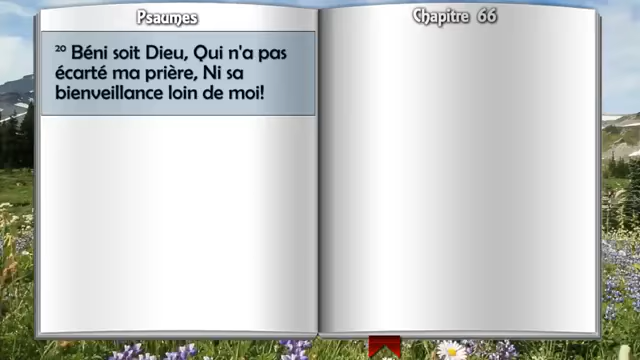 Psaumes
Chapitre 66
20 Béni soit Dieu, Qui n'a pas
écarté ma prière, Ni sa
bienveillance loin de moi!